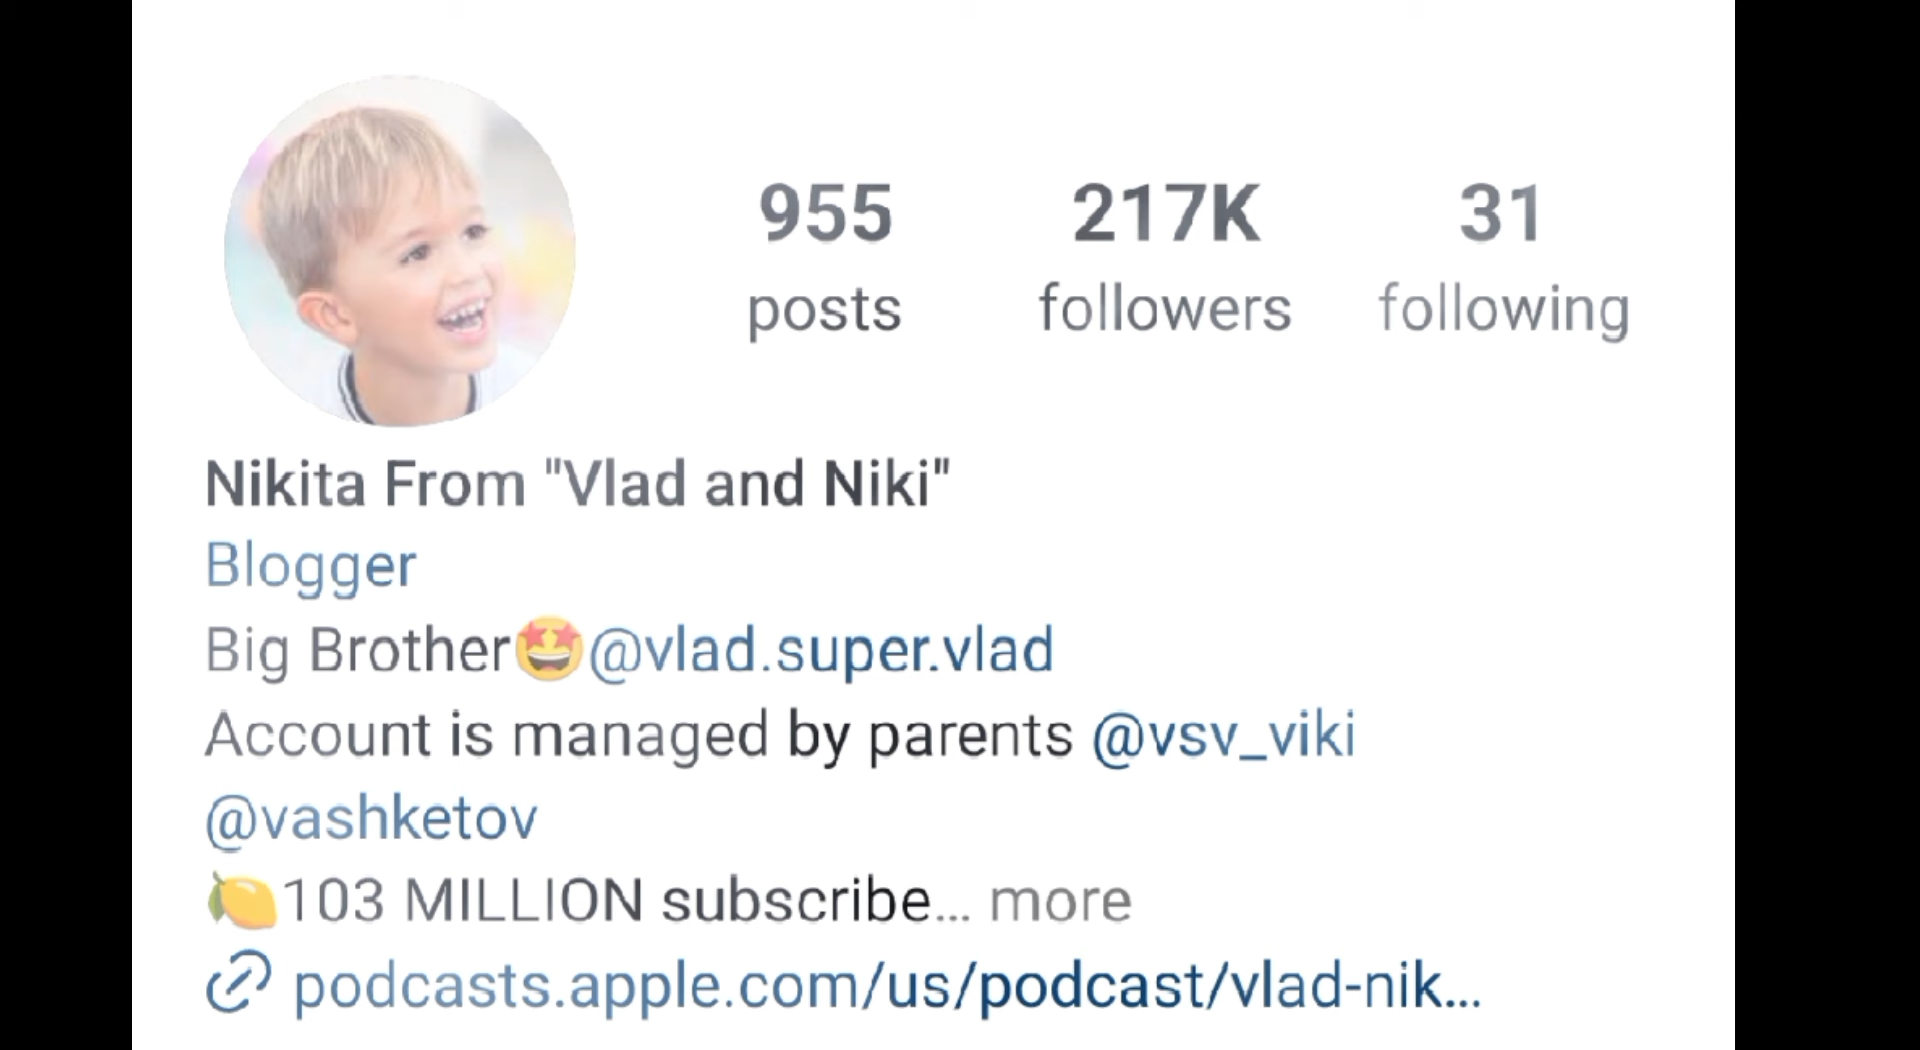 955 217K 31
posts followers following
Nikita From "Vlad and Niki"
Blogger
Big Brother🤩@vlad.super.vlad
Account is managed by parents @vsv_viki
@vashketov
🍋103 MILLION subscribe... more
podcasts.apple.com/us/podcast/vlad-nik...